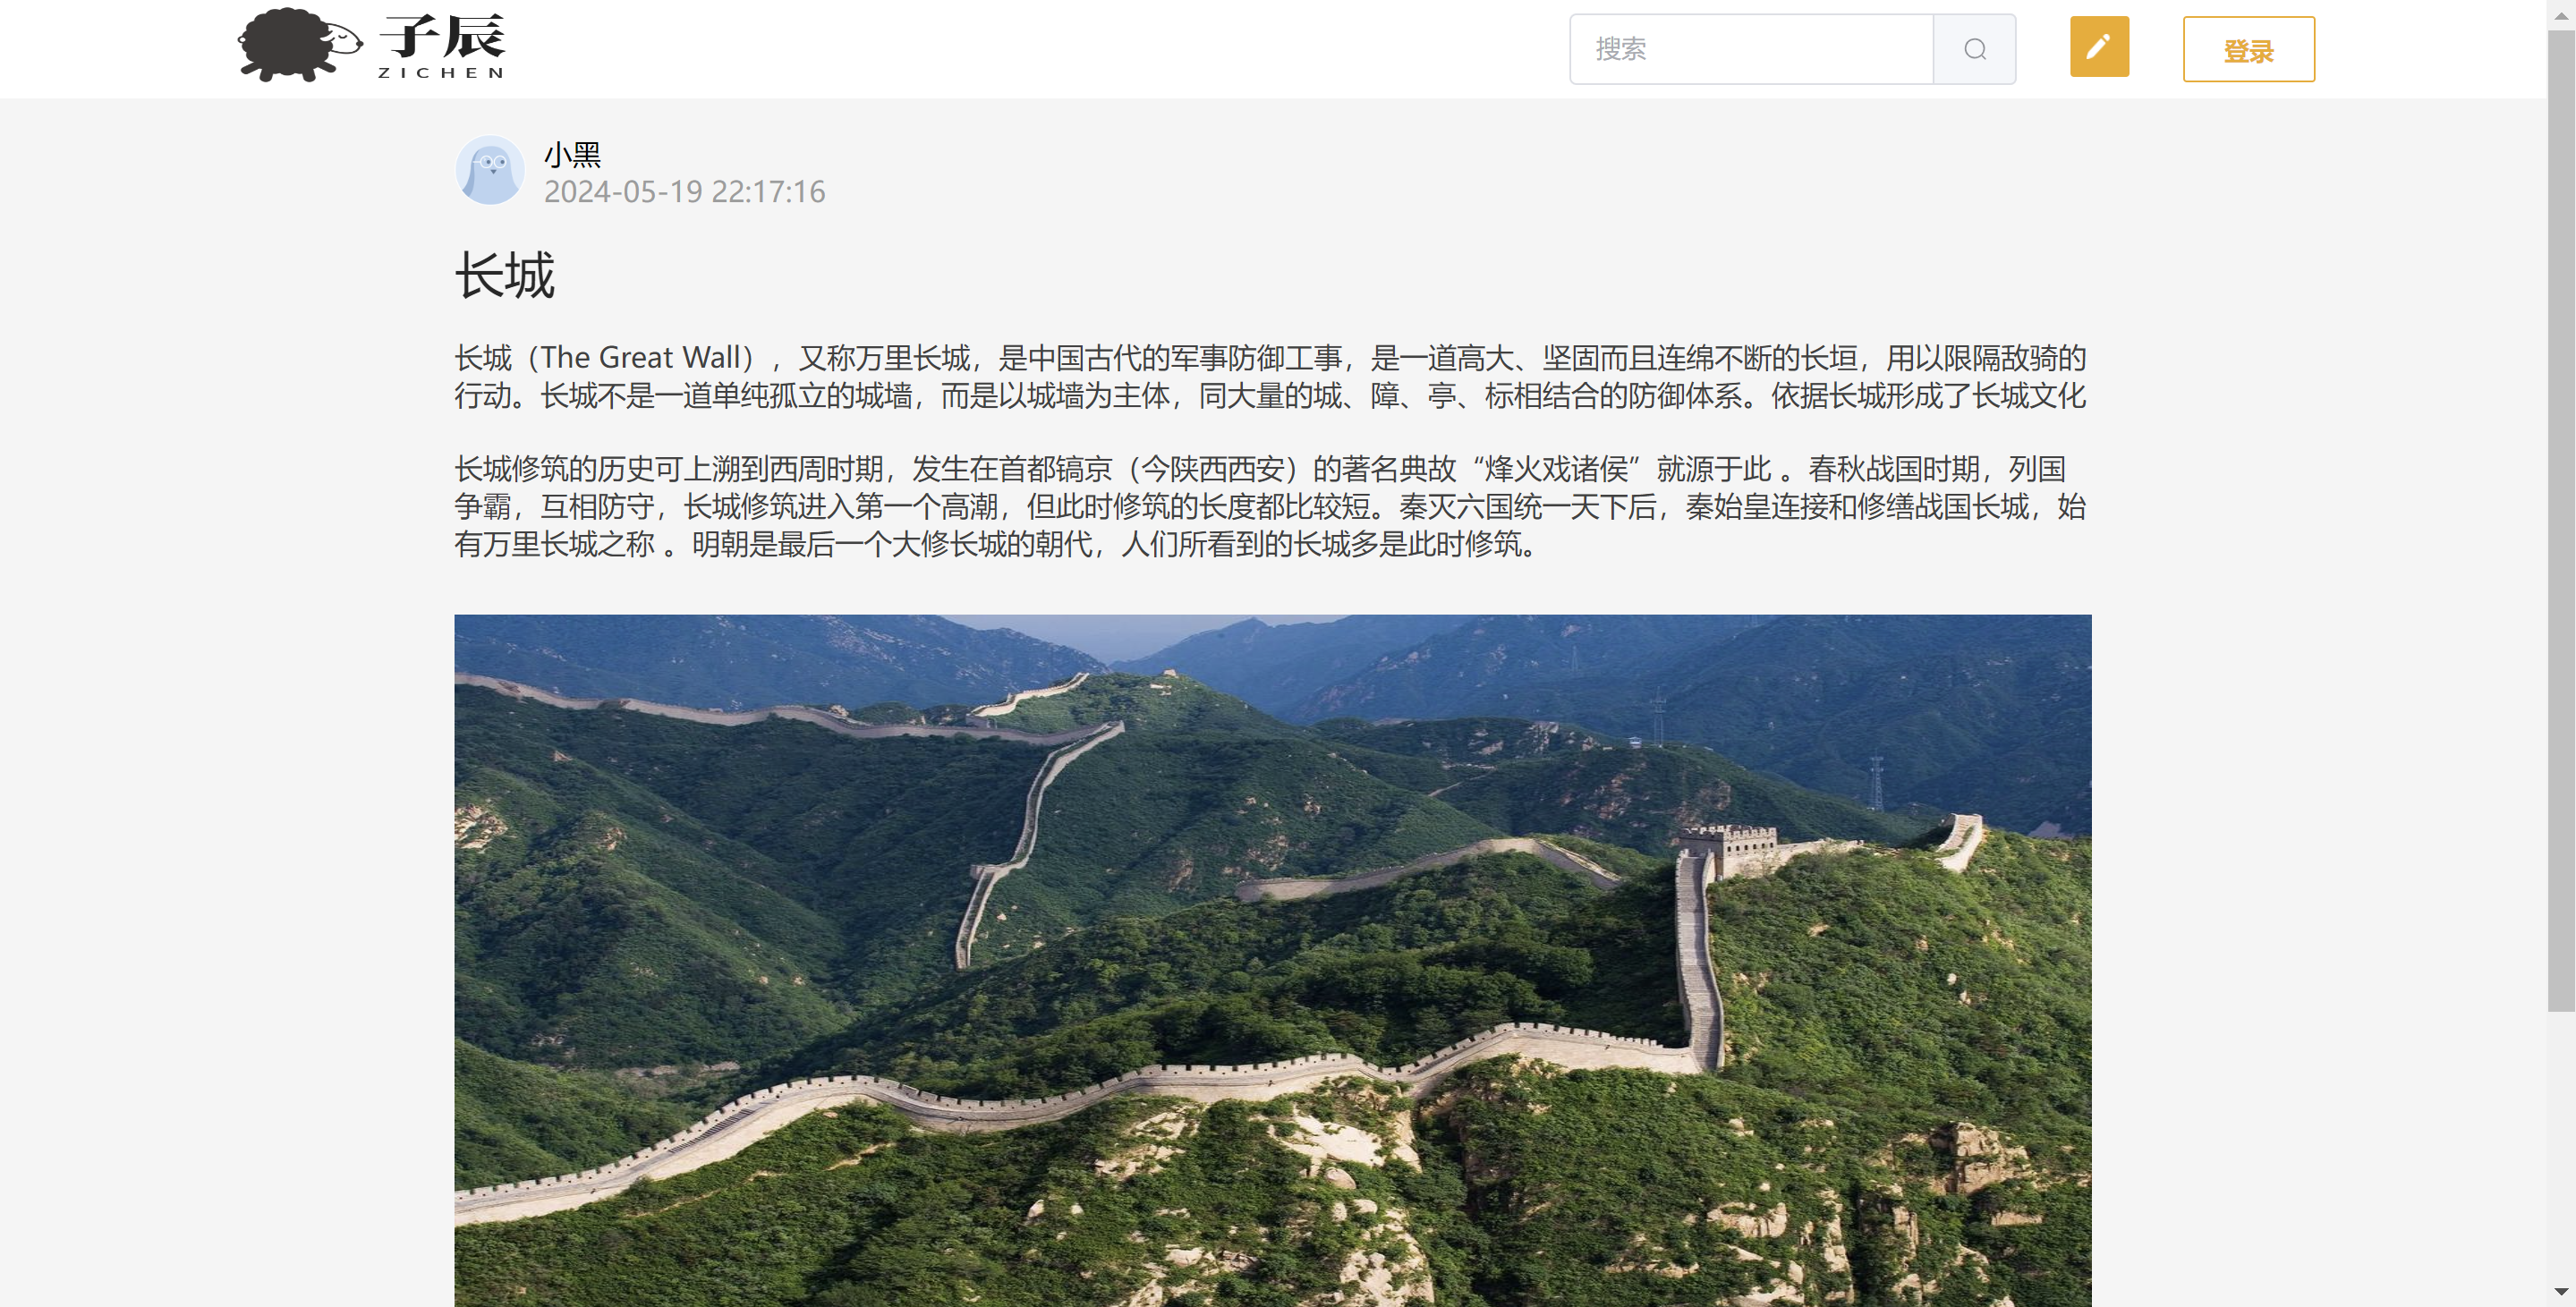 子辰
ZICHEN
搜索
登录
小黑
2024-05-19 22:17:16
长城
长城（The Great Wall），又称万里长城，是中国古代的军事防御工事，是一道高大、坚固而且连绵不断的长垣，用以限隔敌骑的
行动。长城不是一道单纯孤立的城墙，而是以城墙为主体，同大量的城、障、亭、标相结合的防御体系。依据长城形成了长城文化
长城修筑的历史可上溯到西周时期，发生在首都镐京（今陕西西安）的著名典故“烽火戏诸侯”就源于此 。春秋战国时期，列国
争霸，互相防守，长城修筑进入第一个高潮，但此时修筑的长度都比较短。秦灭六国统一天下后，秦始皇连接和修缮战国长城，始
有万里长城之称 。明朝是最后一个大修长城的朝代，人们所看到的长城多是此时修筑。